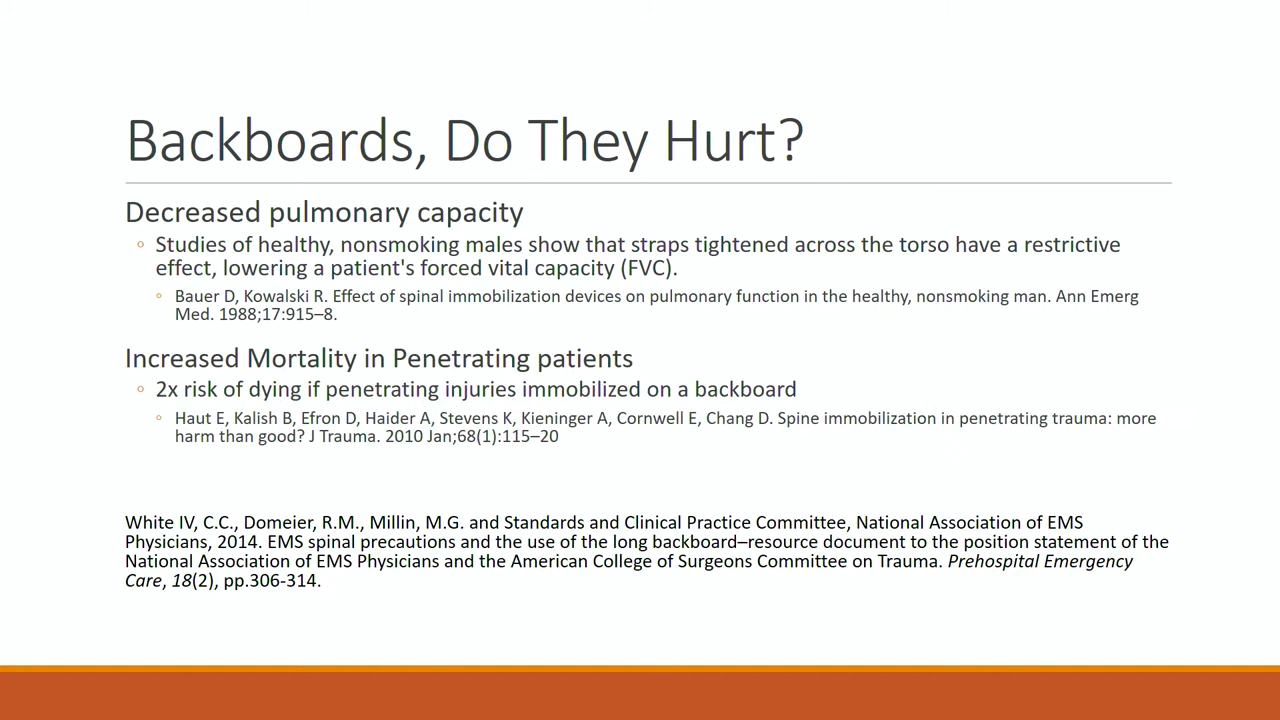 Backboards, Do They Hurt?
Decreased pulmonary capacity
◦ Studies of healthy, nonsmoking males show that straps tightened across the torso have a restrictive
effect, lowering a patient's forced vital capacity (FVC).
◦ Bauer D, Kowalski R. Effect of spinal immobilization devices on pulmonary function in the healthy, nonsmoking man. Ann Emerg
Med. 1988;17:915–8.
Increased Mortality in Penetrating patients
◦ 2x risk of dying if penetrating injuries immobilized on a backboard
◦ Haut E, Kalish B, Efron D, Haider A, Stevens K, Kieninger A, Cornwell E, Chang D. Spine immobilization in penetrating trauma: more
harm than good? J Trauma. 2010 Jan;68(1):115–20
White IV, C.C., Domeier, R.M., Millin, M.G. and Standards and Clinical Practice Committee, National Association of EMS
Physicians, 2014. EMS spinal precautions and the use of the long backboard–resource document to the position statement of the
National Association of EMS Physicians and the American College of Surgeons Committee on Trauma. Prehospital Emergency
Care, 18(2), pp.306-314.